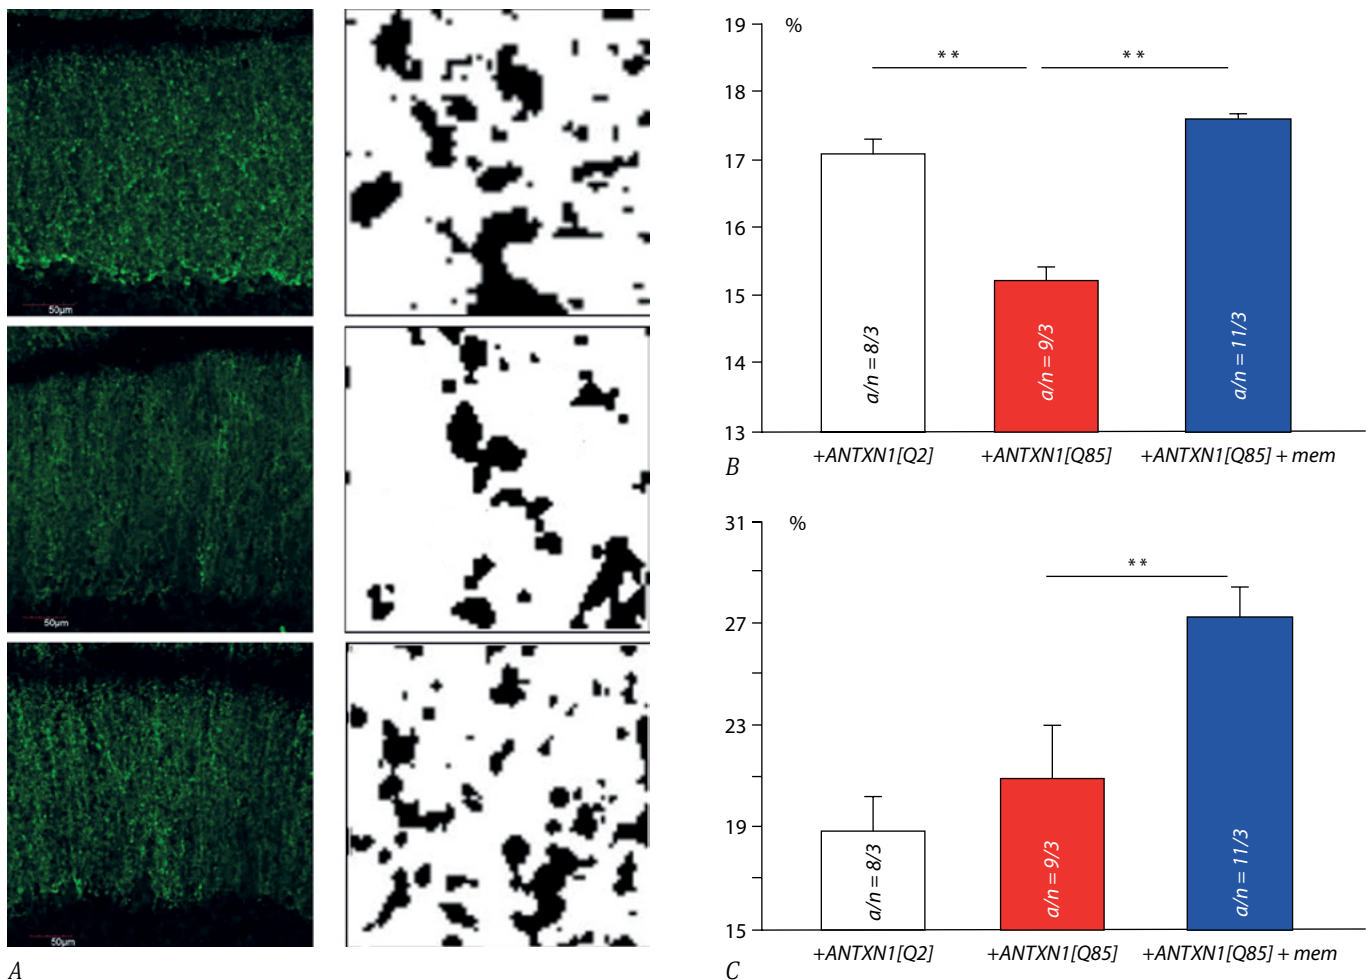 50µm
50µm
50µm
A
%
19
18
17
16
15
14
13
** **
a/n = 8/3
a/n = 9/3
a/n = 11/3
+ANTXN1[Q2] +ANTXN1[Q85] +ANTXN1[Q85] + mem
B
%
31
27
23
19
15
**
a/n = 8/3
a/n = 9/3
a/n = 11/3
+ANTXN1[Q2] +ANTXN1[Q85] +ANTXN1[Q85] + mem
C